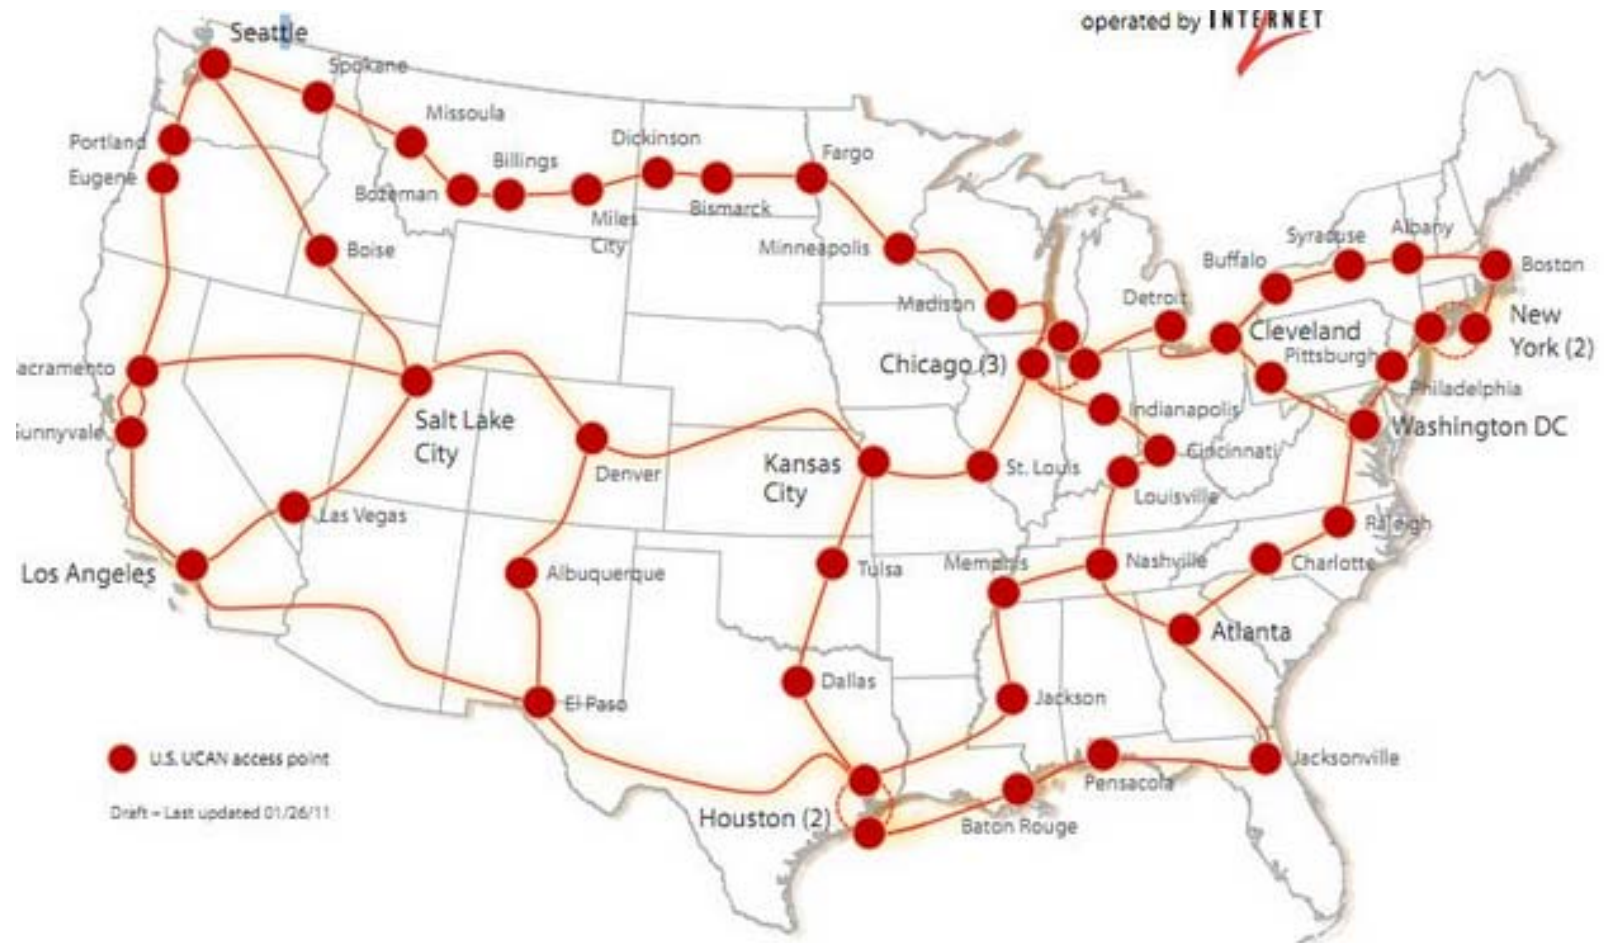 operated by INTERNET
Seattle
Spokane
Missoula
Portland
Dickinson
Billings
Fargo
Eugene
Bozeman
Miles
City
Bismarck
Boise
Minneapolis
Syracuse
Albany
Buffalo
Boston
Madison
Detroit
New
York (2)
Cleveland
Chicago (3)
Pittsburgh
acramento
Philadelphia
Indianapolis
Salt Lake
City
Washington DC
unnyvale
Denver
Kansas
City
St. Louis
Cincinnati
Louisville
Las Vegas
Raleigh
Los Angeles
Albuquerque
Tulsa
Memphis
Nashville
Charlotte
Atlanta
Dallas
Jackson
El Paso
U.S. UCAN access point
Jacksonville
Pensacola
Draft – Last updated 01/26/11
Houston (2)
Baton Rouge